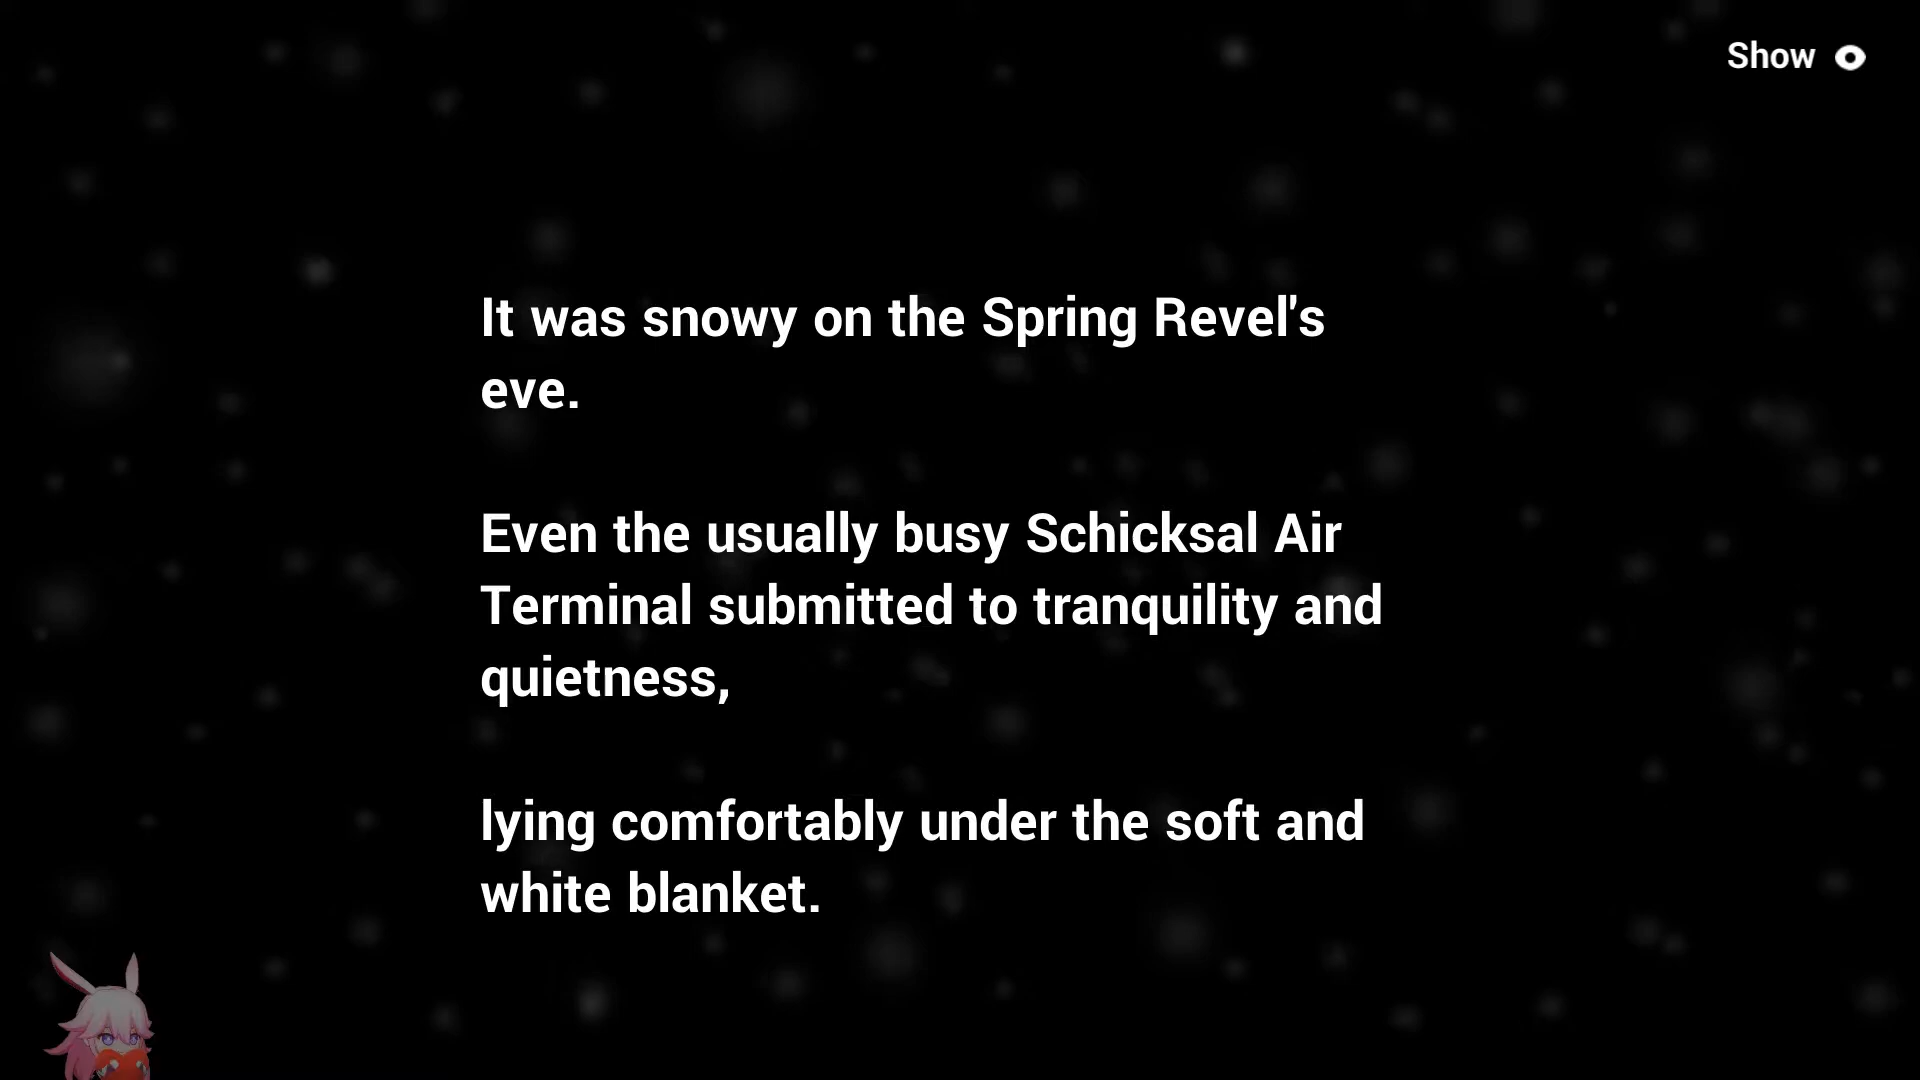 Show
It was snowy on the Spring Revel's
eve.
Even the usually busy Schicksal Air
Terminal submitted to tranquility and
quietness,
lying comfortably under the soft and
white blanket.